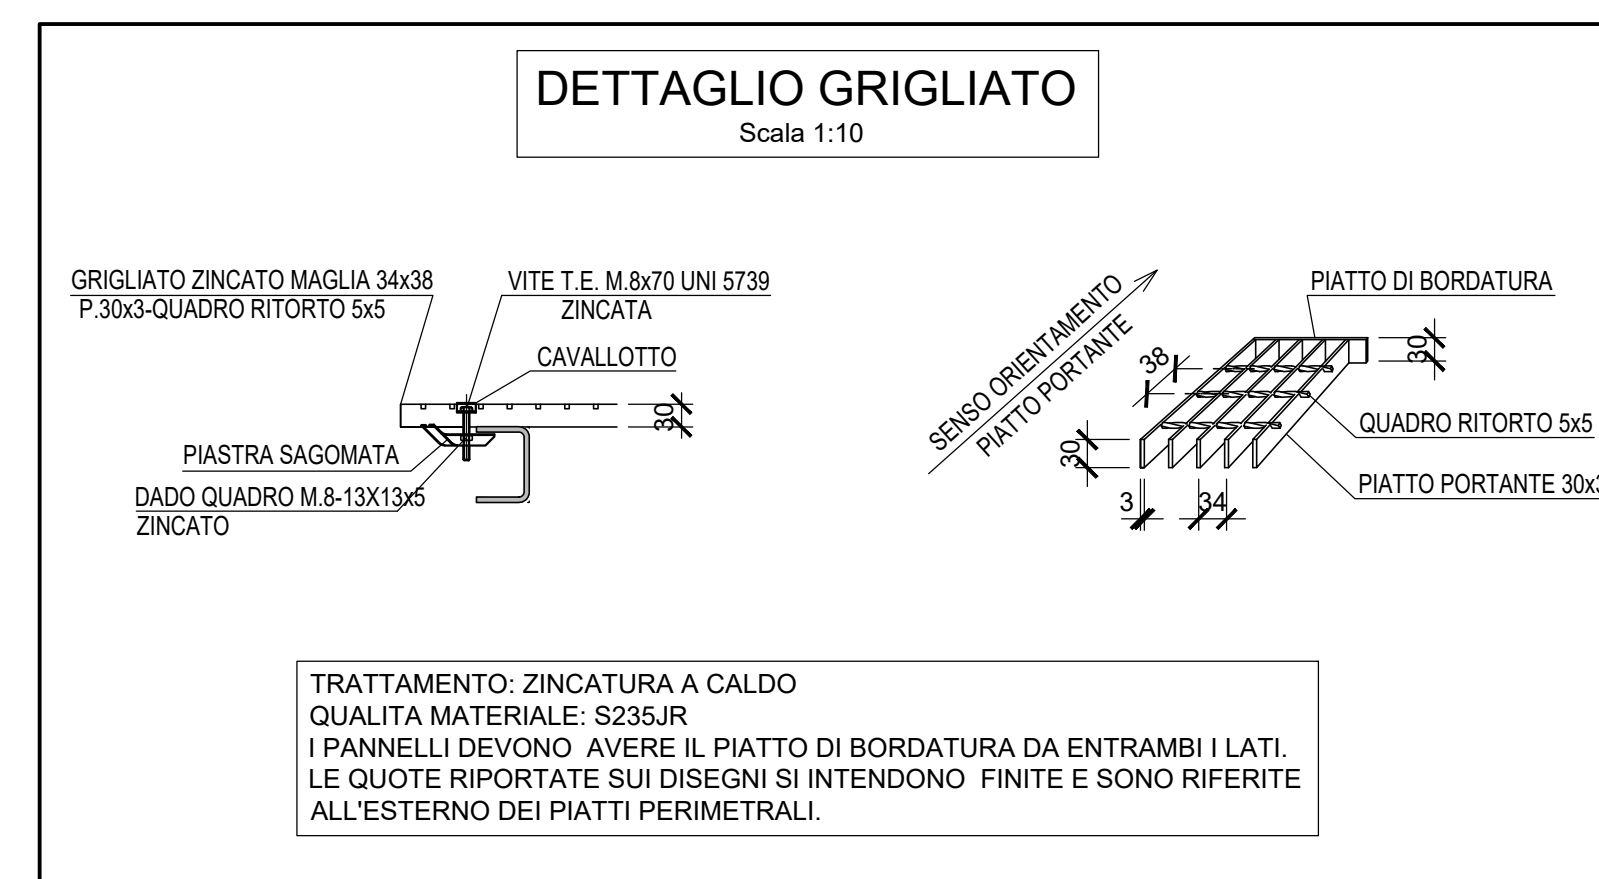 DETTAGLIO GRIGLIATO
Scala 1:10
GRIGLIATO ZINCATO MAGLIA 34x38
P.30x3-QUADRO RITORTO 5x5
VITE T.E. M.8x70 UNI 5739
ZINCATA
CAVALLOTTO
30
PIASTRA SAGOMATA
DADO QUADRO M.8-13X13x5
ZINCATO
SENSO ORIENTAMENTO
PIATTO PORTANTE
PIATTO DI BORDATURA
30
38
30
QUADRO RITORTO 5x5
PIATTO PORTANTE 30x3
3
34
TRATTAMENTO: ZINCATURA A CALDO
QUALITA MATERIALE: S235JR
I PANNELLI DEVONO  AVERE IL PIATTO DI BORDATURA DA ENTRAMBI I LATI.
LE QUOTE RIPORTATE SUI DISEGNI SI INTENDONO  FINITE E SONO RIFERITE
ALL'ESTERNO DEI PIATTI PERIMETRALI.